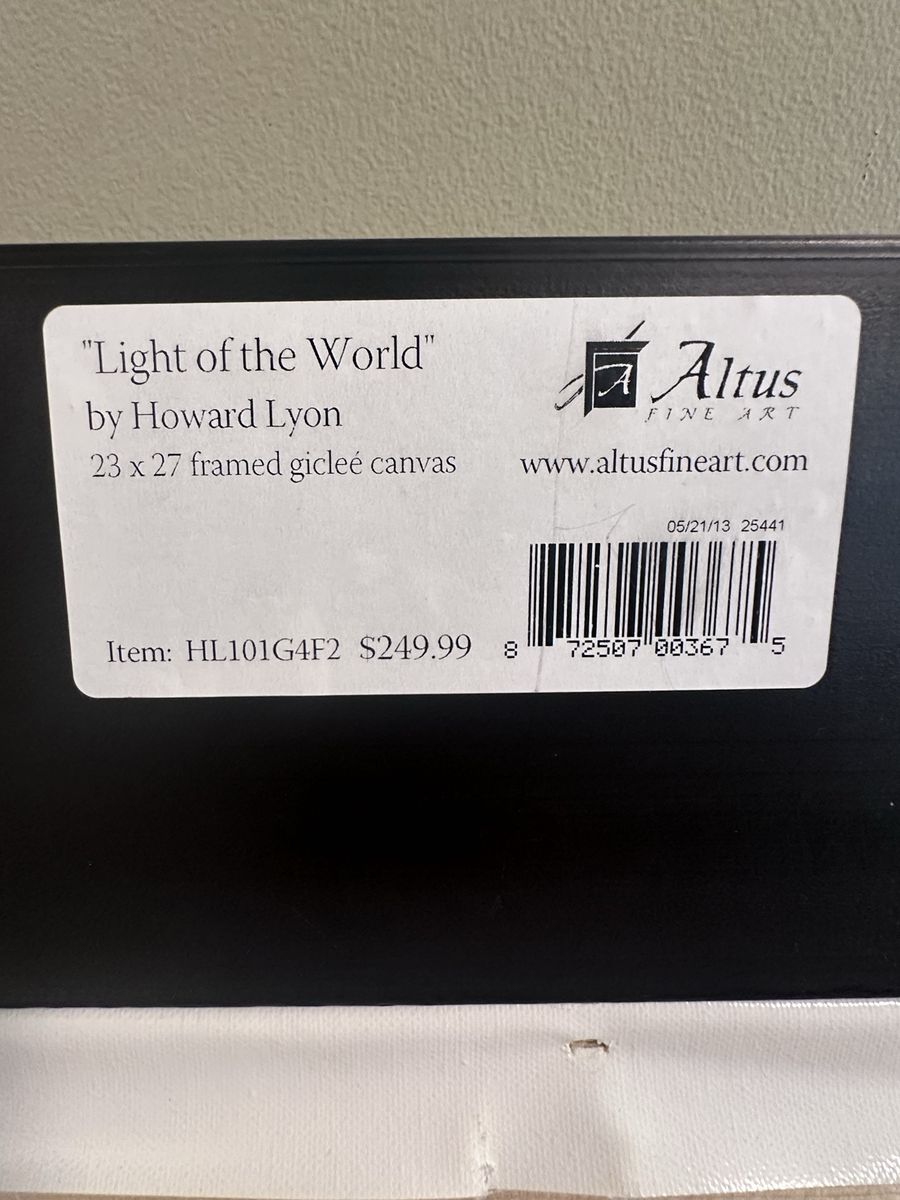 "Light of the World"
by Howard Lyon
23 x 27 framed gicleé canvas
A Altus
FINE ART
www.altusfineart.com
05/21/13 25441
Item: HL101G4F2 $249.99
8 72507 00367 5